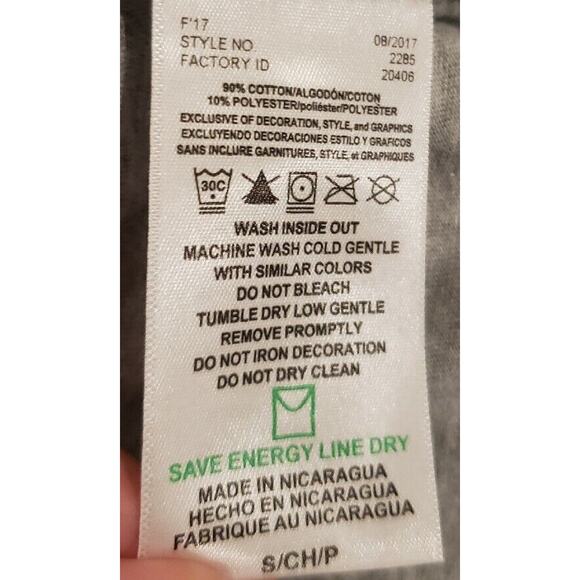 F'17 08/2017
STYLE NO. 2285
FACTORY ID 20406
90% COTTON/ALGODÓN/COTON
10% POLYESTER/poliéster/POLYESTER
EXCLUSIVE OF DECORATION, STYLE, and GRAPHICS
EXCLUYENDO DECORACIONES ESTILO Y GRAFICOS
SANS INCLURE GARNITURES, STYLE, et GRAPHIQUES
30C
WASH INSIDE OUT
MACHINE WASH COLD GENTLE
WITH SIMILAR COLORS
DO NOT BLEACH
TUMBLE DRY LOW GENTLE
REMOVE PROMPTLY
DO NOT IRON DECORATION
DO NOT DRY CLEAN
SAVE ENERGY LINE DRY
MADE IN NICARAGUA
HECHO EN NICARAGUA
FABRIQUE AU NICARAGUA
S/CH/P